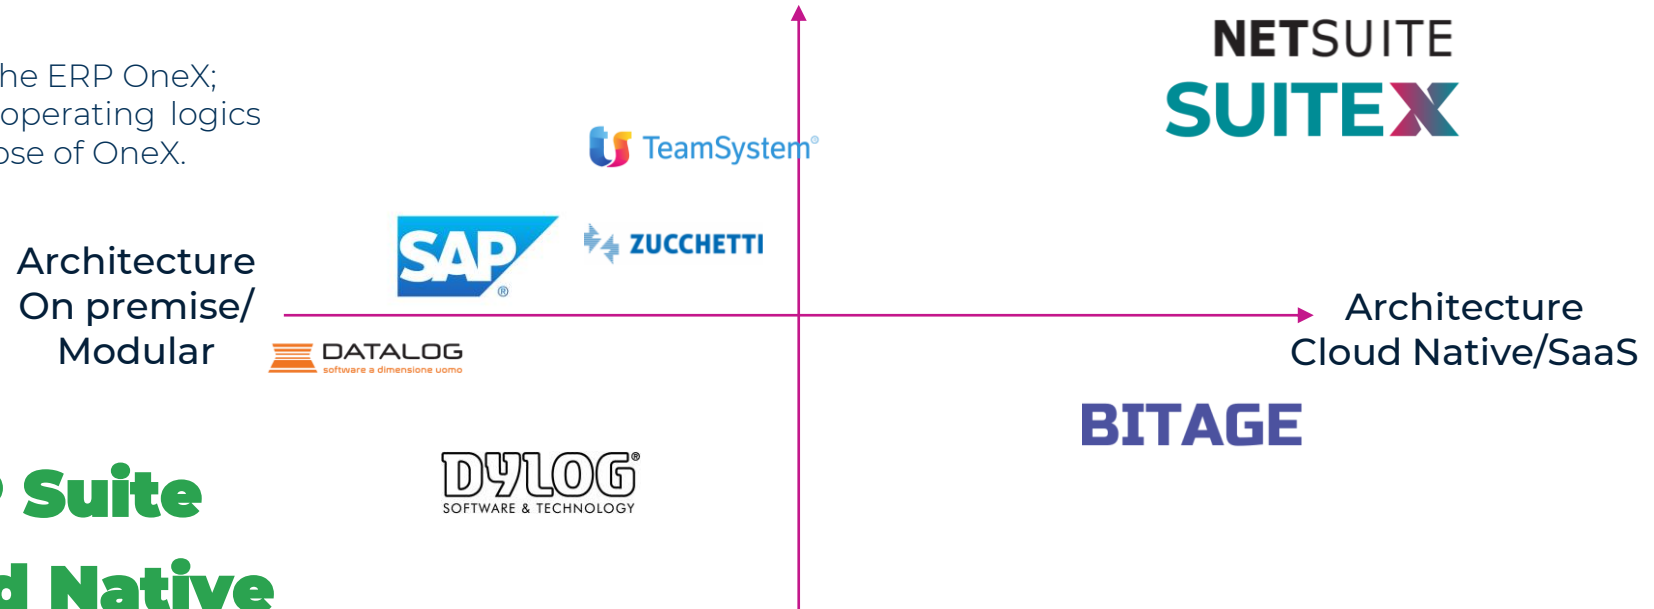 he ERP OneX;
operating logics
ose of OneX.
NETSUITE
SUITEX
TeamSystem®
SAP®
ZUCCHETTI
Architecture
On premise/
Modular
Architecture
Cloud Native/SaaS
DATALOG
software a dimensione uomo
BITAGE
DYLOG®
SOFTWARE & TECHNOLOGY
Suite
d Native